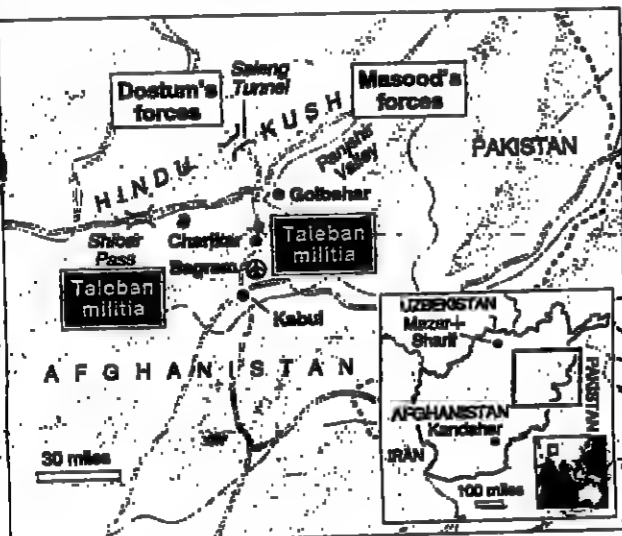 Dostum's
forces
Salang
Tunnel
Masood's
forces
HINDU KUSH
Panjshir
Valley
PAKISTAN
Golbahar
Shibar
Pass
Charikar
Bagram
Taleban
militia
Taleban
militia
Kabul
AFGHANISTAN
30 miles
UZBEKISTAN
Mazar-i-
Sharif
PAKISTAN
AFGHANISTAN
Kandahar
IRAN
100 miles